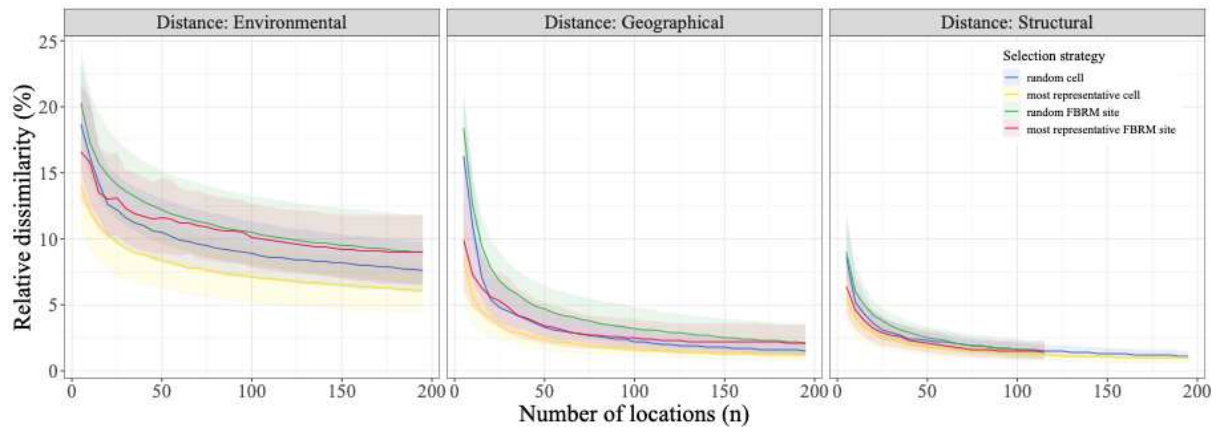 Distance: Environmental
Distance: Geographical
Distance: Structural
Relative dissimilarity (%)
25
20
15
10
5
0
Selection strategy
random cell
most representative cell
random FBRM site
most representative FBRM site
0 50 100 150 200
0 50 100 150 200
0 50 100 150 200
Number of locations (n)